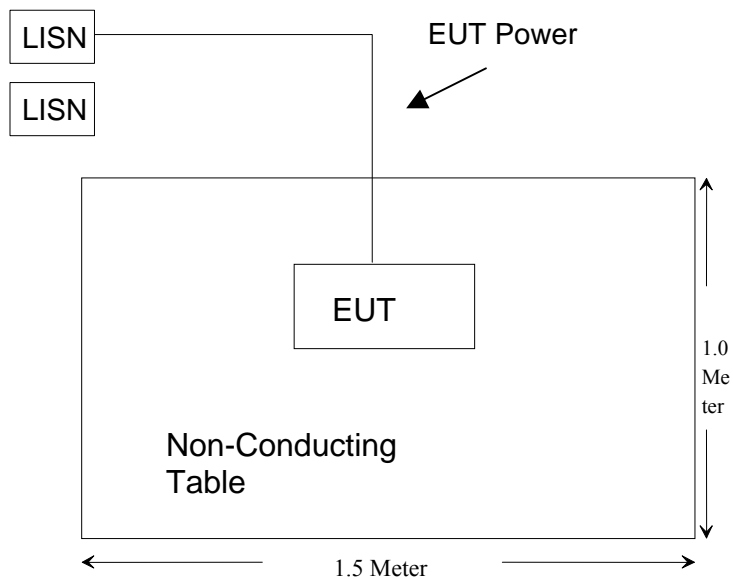 LISN
EUT Power
LISN
EUT
1.0
Me
ter
Non-Conducting
Table
1.5 Meter